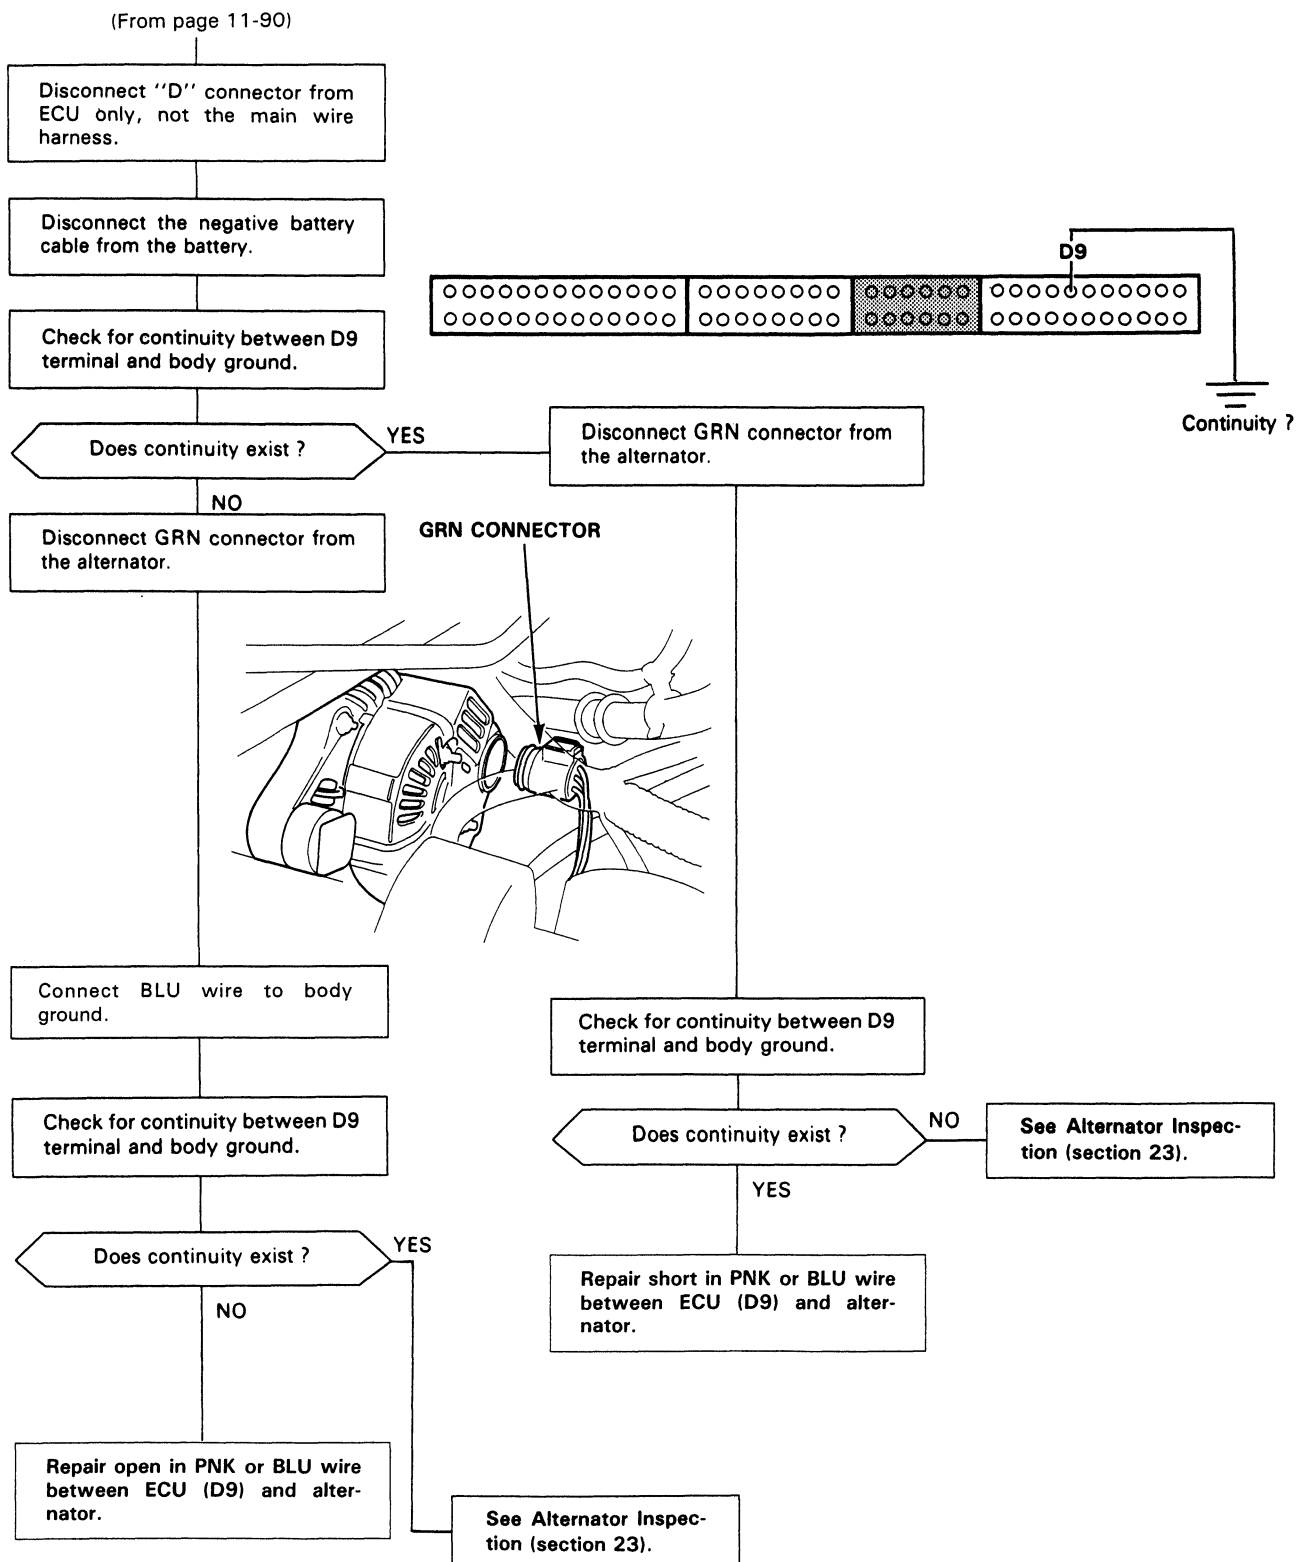 (From page 11-90)
Disconnect "D" connector from
ECU only, not the main wire
harness.
Disconnect the negative battery
cable from the battery.
D9
Check for continuity between D9
terminal and body ground.
Continuity ?
Does continuity exist ?
YES
Disconnect GRN connector from
the alternator.
NO
Disconnect GRN connector from
the alternator.
GRN CONNECTOR
Connect BLU wire to body
ground.
Check for continuity between D9
terminal and body ground.
Check for continuity between D9
terminal and body ground.
Does continuity exist ?
NO
See Alternator Inspec-
tion (section 23).
YES
Does continuity exist ?
YES
NO
Repair short in PNK or BLU wire
between ECU (D9) and alter-
nator.
Repair open in PNK or BLU wire
between ECU (D9) and alter-
nator.
See Alternator Inspec-
tion (section 23).